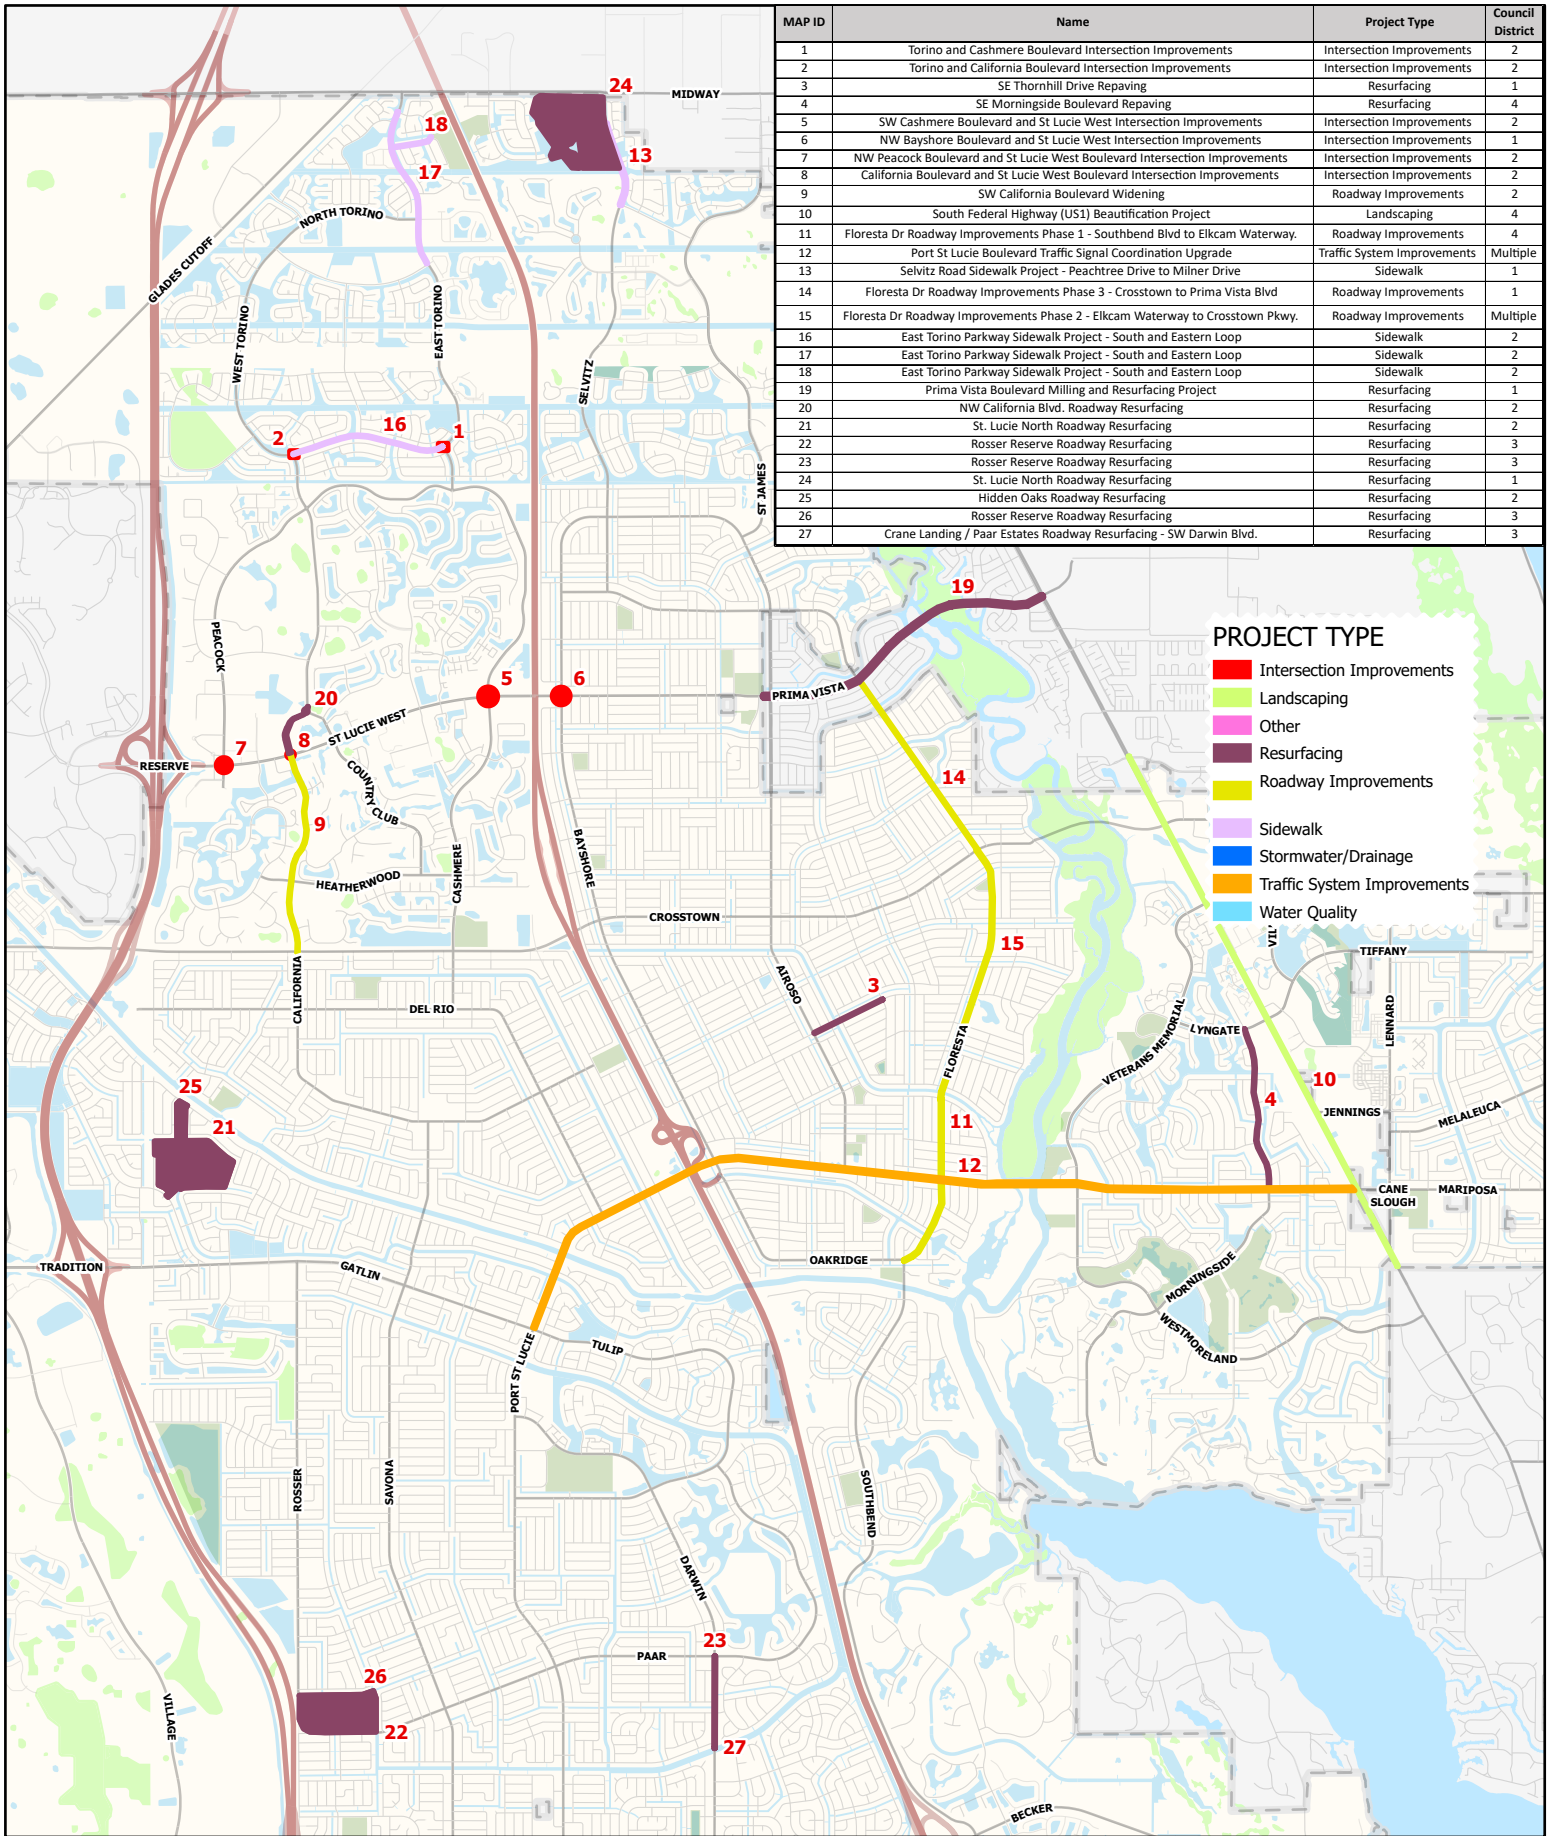 MAP ID Name Project Type Council District
1 Torino and Cashmere Boulevard Intersection Improvements Intersection Improvements 2
2 Torino and California Boulevard Intersection Improvements Intersection Improvements 2
3 SE Thornhill Drive Repaving Resurfacing 1
4 SE Morningside Boulevard Repaving Resurfacing 4
5 SW Cashmere Boulevard and St Lucie West Intersection Improvements Intersection Improvements 2
6 NW Bayshore Boulevard and St Lucie West Intersection Improvements Intersection Improvements 1
7 NW Peacock Boulevard and St Lucie West Boulevard Intersection Improvements Intersection Improvements 2
8 California Boulevard and St Lucie West Boulevard Intersection Improvements Intersection Improvements 2
9 SW California Boulevard Widening Roadway Improvements 2
10 South Federal Highway (US1) Beautification Project Landscaping 4
11 Floresta Dr Roadway Improvements Phase 1 - Southbend Blvd to Elkcam Waterway. Roadway Improvements 4
12 Port St Lucie Boulevard Traffic Signal Coordination Upgrade Traffic System Improvements Multiple
13 Selvitz Road Sidewalk Project - Peachtree Drive to Milner Drive Sidewalk 1
14 Floresta Dr Roadway Improvements Phase 3 - Crosstown to Prima Vista Blvd Roadway Improvements 1
15 Floresta Dr Roadway Improvements Phase 2 - Elkcam Waterway to Crosstown Pkwy. Roadway Improvements Multiple
16 East Torino Parkway Sidewalk Project - South and Eastern Loop Sidewalk 2
17 East Torino Parkway Sidewalk Project - South and Eastern Loop Sidewalk 2
18 East Torino Parkway Sidewalk Project - South and Eastern Loop Sidewalk 2
19 Prima Vista Boulevard Milling and Resurfacing Project Resurfacing 1
20 NW California Blvd. Roadway Resurfacing Resurfacing 2
21 St. Lucie North Roadway Resurfacing Resurfacing 2
22 Rosser Reserve Roadway Resurfacing Resurfacing 3
23 Rosser Reserve Roadway Resurfacing Resurfacing 3
24 St. Lucie North Roadway Resurfacing Resurfacing 1
25 Hidden Oaks Roadway Resurfacing Resurfacing 2
26 Rosser Reserve Roadway Resurfacing Resurfacing 3
27 Crane Landing / Paar Estates Roadway Resurfacing - SW Darwin Blvd. Resurfacing 3
24
MIDWAY
18
13
17
NORTH TORINO
GLADES CUTOFF
WEST TORINO
EAST TORINO
SELVITZ
16
1
2
ST JAMES
19
PEACOCK
5
6
20
PRIMA VISTA
ST LUCIE WEST
8
7
RESERVE
COUNTRY CLUB
14
9
BAYSHORE
CASHMERE
HEATHERWOOD
CROSSTOWN
15
CALIFORNIA
AIROSO
3
DEL RIO
FLORESTA
PROJECT TYPE
Intersection Improvements
Landscaping
Other
Resurfacing
Roadway Improvements
Sidewalk
Stormwater/Drainage
Traffic System Improvements
Water Quality
TIFFANY
LENNARD
VETERANS MEMORIAL
LYNGATE
10
4
JENNINGS
MELALEUCA
25
21
11
12
CANE SLOUGH
MARIPOSA
OAKRIDGE
TRADITION
GATLIN
MORNINGSIDE
WESTMORELAND
TULIP
PORT ST LUCIE
ROSSER
SAVONA
SOUTHBEND
DARWIN
23
PAAR
26
22
27
VILLAGE
BECKER